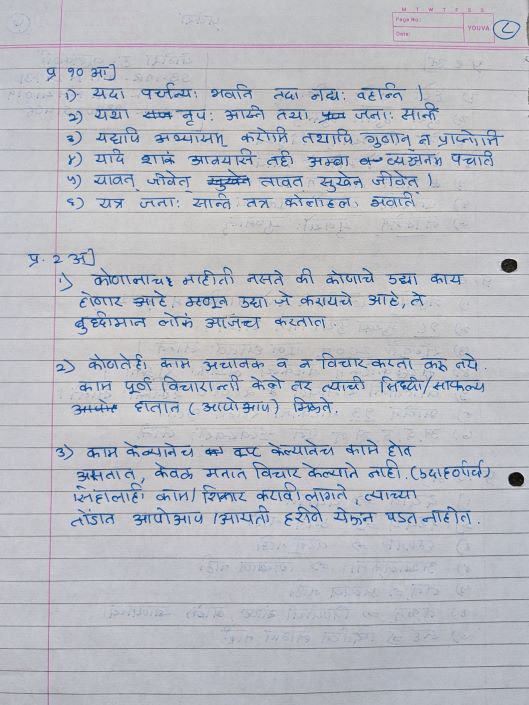 M T W T F S S
Page No.:
Date:
YOUVA
प्र १० आ]
१) यदा पर्जन्यः भवति तदा नद्यः वहन्ति |
२) यथा नृपः अस्ति तथा जनाः सन्ति
३) यद्यपि अभ्यासम् करोमि तथापि गुणान् न प्राप्नोमि
४) यदि शाकं आनयसि तर्ही अम्बा व्यञ्जनम् पचति
५) यावत् जीवेत तावत सुखेन जीवेत |
६) यत्र जनाः सन्ति तत्र कोलाहलः भवति
प्र. २ अ]
१) कोणालाच माहीती नसते की कोणाचे उद्या काय
होणार आहे म्हणून उद्या जे करायचे आहे, ते
बुध्दीमान लोकं आजच करतात.
२) कोणतेही काम अचानक व न विचार करता करू नये.
काम पूर्ण विचारान्ती केले तर त्याची सिध्दी/साफल्य
हातात (आपोआप) मिळते.
३) काम केल्यानेच कष्ट केल्यानेच कामे होत
असतात, केवळ मनात विचार केल्याने नाही. (उदाहरणार्थ)
सिंहालाही काम/शिकार करावी लागते, त्याच्या
तोंडात आपोआप /आयती हरीणे येऊन पडत नाहीत.